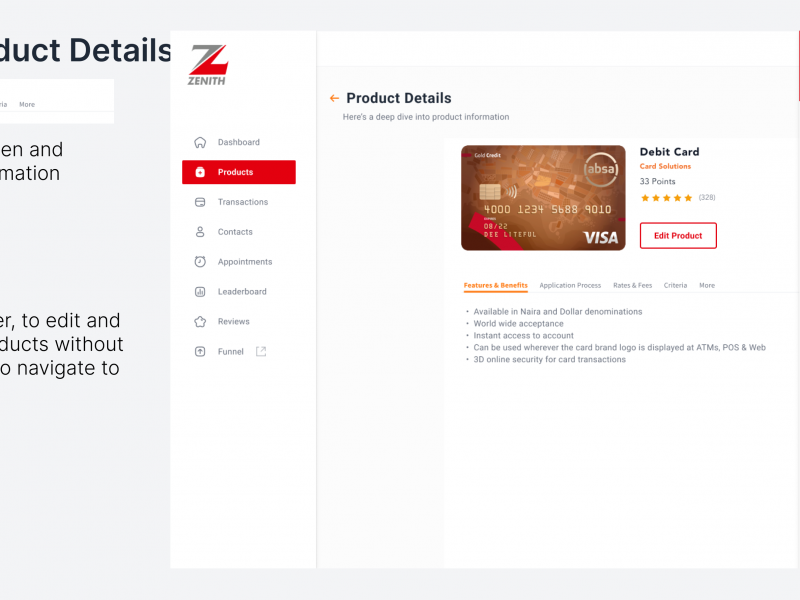 duct Details
ria More
en and
mation
er, to edit and
ducts without
o navigate to
ZENITH
Dashboard
Products
Transactions
Contacts
Appointments
Leaderboard
Reviews
Funnel
Product Details
Here's a deep dive into product information
Gold Credit
absa
4000 1234 5688 9010
08/22
DEE LITEFUL
VISA
Debit Card
Card Solutions
33 Points
(328)
Edit Product
Features & Benefits Application Process Rates & Fees Criteria More
• Available in Naira and Dollar denominations
• World wide acceptance
• Instant access to account
• Can be used wherever the card brand logo is displayed at ATMs, POS & Web
• 3D online security for card transactions